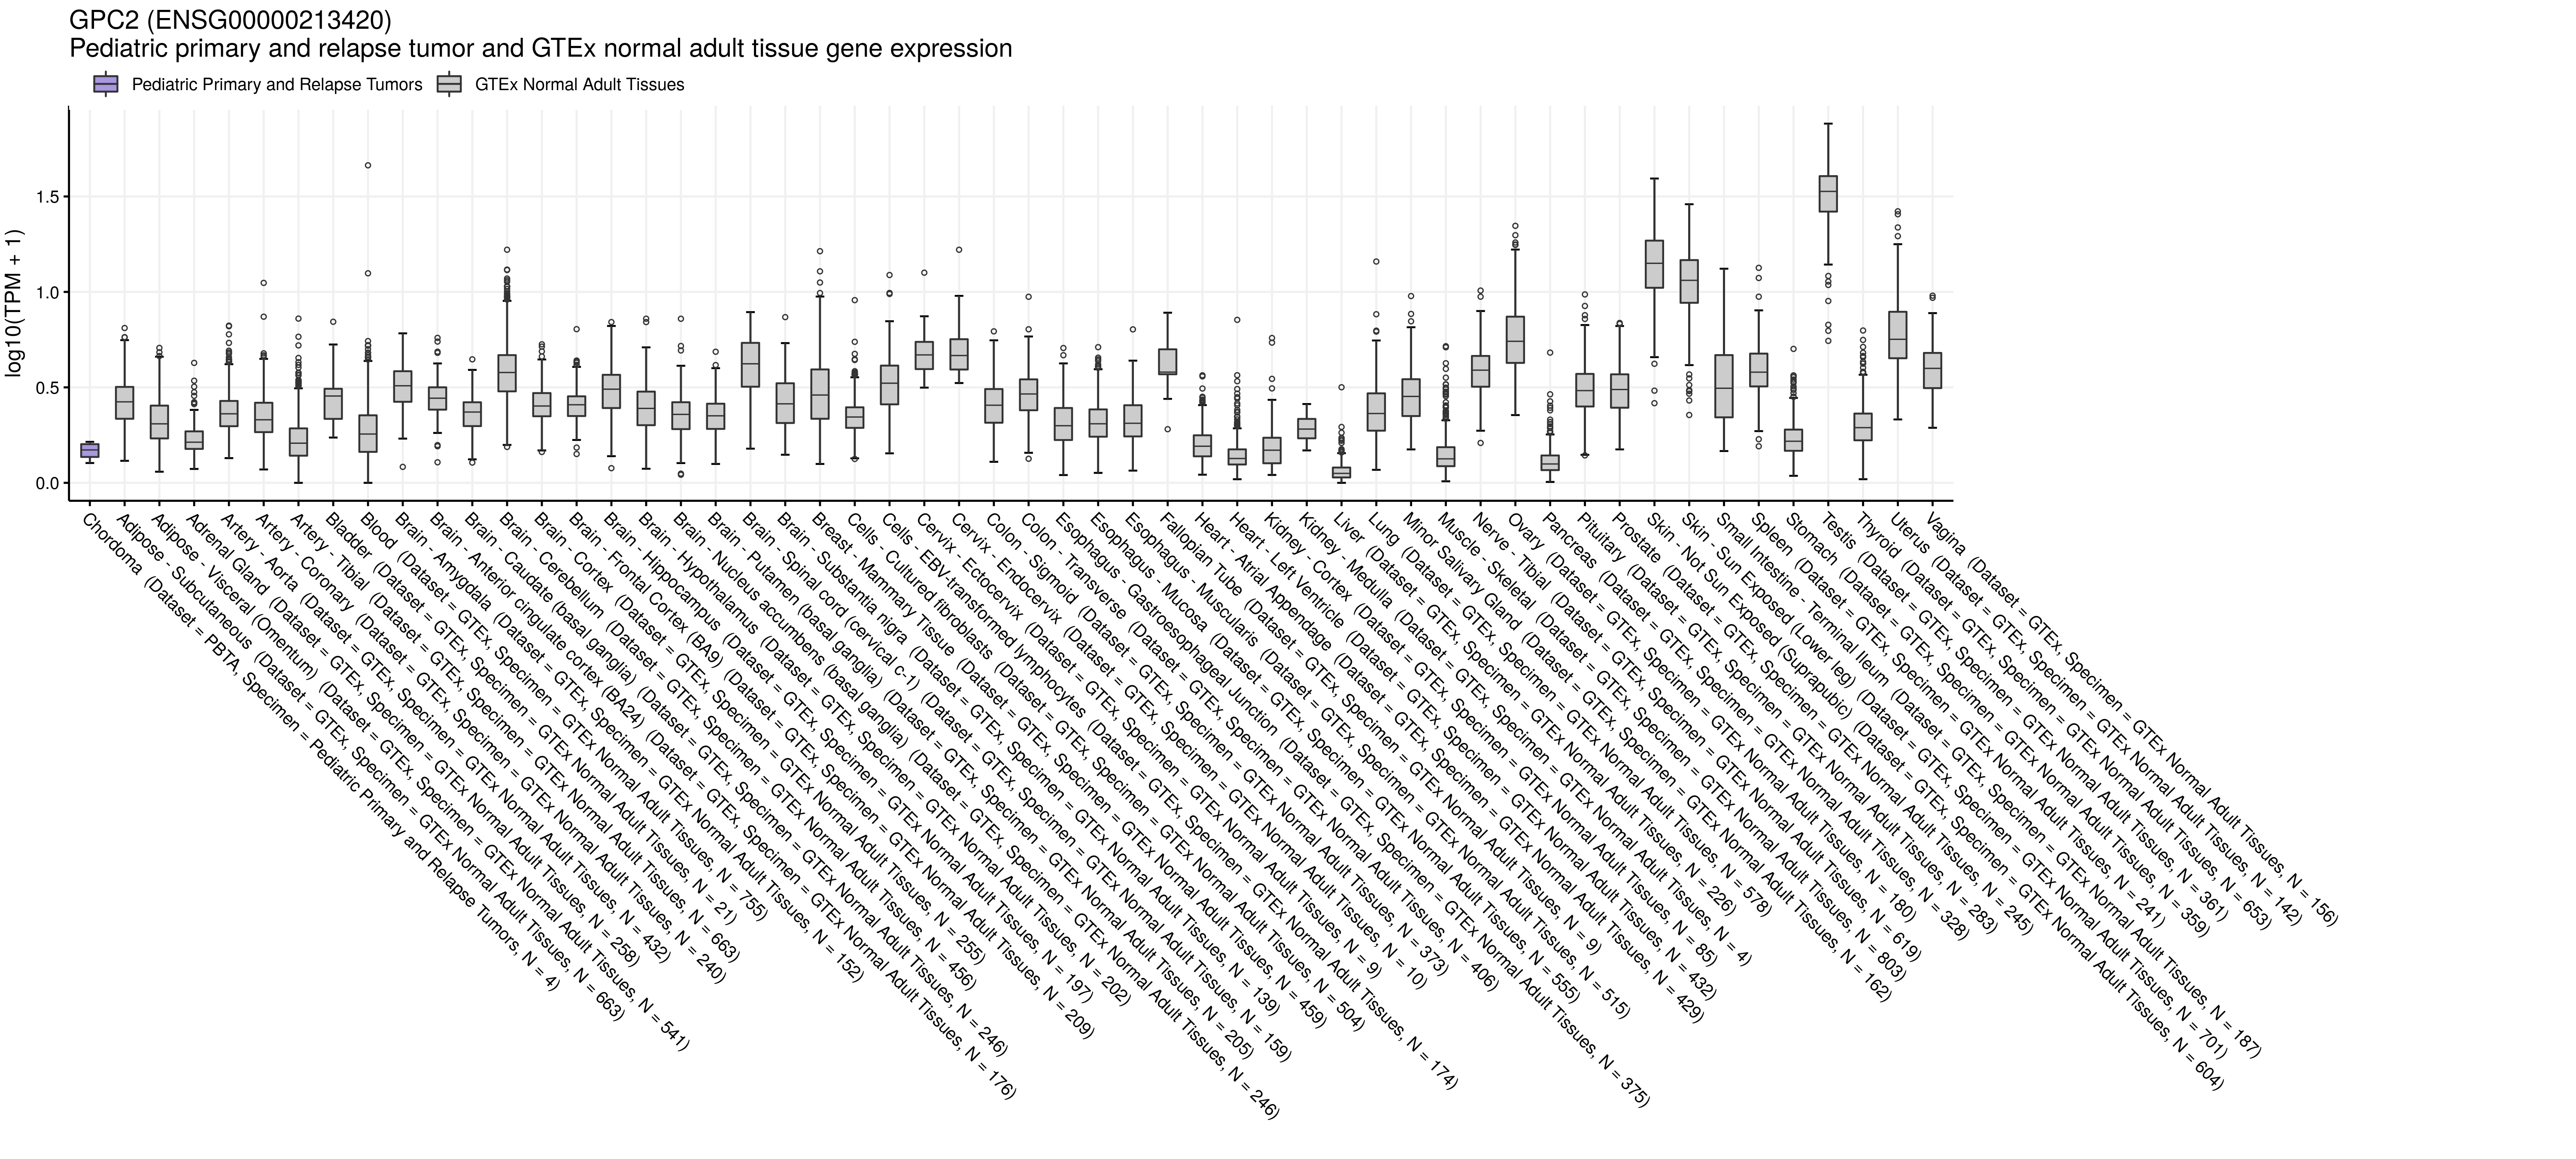 GPC2 (ENSG00000213420)
Pediatric primary and relapse tumor and GTEx normal adult tissue gene expression
Pediatric Primary and Relapse Tumors
GTEx Normal Adult Tissues
log10(TPM + 1)
1.5
1.0
0.5
0.0
Chordoma (Dataset = PBTA, Specimen = Pediatric Primary and Relapse Tumors, N = 4)
Adipose - Subcutaneous (Dataset = GTEx, Specimen = GTEx Normal Adult Tissues, N = 663)
Adipose - Visceral (Omentum) (Dataset = GTEx, Specimen = GTEx Normal Adult Tissues, N = 541)
Adrenal Gland (Dataset = GTEx, Specimen = GTEx Normal Adult Tissues, N = 258)
Artery - Aorta (Dataset = GTEx, Specimen = GTEx Normal Adult Tissues, N = 432)
Artery - Coronary (Dataset = GTEx, Specimen = GTEx Normal Adult Tissues, N = 240)
Artery - Tibial (Dataset = GTEx, Specimen = GTEx Normal Adult Tissues, N = 663)
Bladder (Dataset = GTEx, Specimen = GTEx Normal Adult Tissues, N = 21)
Blood (Dataset = GTEx, Specimen = GTEx Normal Adult Tissues, N = 755)
Brain - Amygdala (Dataset = GTEx, Specimen = GTEx Normal Adult Tissues, N = 152)
Brain - Anterior cingulate cortex (BA24) (Dataset = GTEx, Specimen = GTEx Normal Adult Tissues, N = 176)
Brain - Caudate (basal ganglia) (Dataset = GTEx, Specimen = GTEx Normal Adult Tissues, N = 246)
Brain - Cerebellum (Dataset = GTEx, Specimen = GTEx Normal Adult Tissues, N = 456)
Brain - Cortex (Dataset = GTEx, Specimen = GTEx Normal Adult Tissues, N = 255)
Brain - Frontal Cortex (BA9) (Dataset = GTEx, Specimen = GTEx Normal Adult Tissues, N = 209)
Brain - Hippocampus (Dataset = GTEx, Specimen = GTEx Normal Adult Tissues, N = 197)
Brain - Hypothalamus (Dataset = GTEx, Specimen = GTEx Normal Adult Tissues, N = 202)
Brain - Nucleus accumbens (basal ganglia) (Dataset = GTEx, Specimen = GTEx Normal Adult Tissues, N = 246)
Brain - Putamen (basal ganglia) (Dataset = GTEx, Specimen = GTEx Normal Adult Tissues, N = 205)
Brain - Spinal cord (cervical c-1) (Dataset = GTEx, Specimen = GTEx Normal Adult Tissues, N = 159)
Brain - Substantia nigra (Dataset = GTEx, Specimen = GTEx Normal Adult Tissues, N = 139)
Breast - Mammary Tissue (Dataset = GTEx, Specimen = GTEx Normal Adult Tissues, N = 459)
Cells - Cultured fibroblasts (Dataset = GTEx, Specimen = GTEx Normal Adult Tissues, N = 504)
Cells - EBV-transformed lymphocytes (Dataset = GTEx, Specimen = GTEx Normal Adult Tissues, N = 174)
Cervix - Ectocervix (Dataset = GTEx, Specimen = GTEx Normal Adult Tissues, N = 9)
Cervix - Endocervix (Dataset = GTEx, Specimen = GTEx Normal Adult Tissues, N = 10)
Colon - Sigmoid (Dataset = GTEx, Specimen = GTEx Normal Adult Tissues, N = 373)
Colon - Transverse (Dataset = GTEx, Specimen = GTEx Normal Adult Tissues, N = 406)
Esophagus - Gastroesophageal Junction (Dataset = GTEx, Specimen = GTEx Normal Adult Tissues, N = 375)
Esophagus - Mucosa (Dataset = GTEx, Specimen = GTEx Normal Adult Tissues, N = 555)
Esophagus - Muscularis (Dataset = GTEx, Specimen = GTEx Normal Adult Tissues, N = 515)
Fallopian Tube (Dataset = GTEx, Specimen = GTEx Normal Adult Tissues, N = 9)
Heart - Atrial Appendage (Dataset = GTEx, Specimen = GTEx Normal Adult Tissues, N = 429)
Heart - Left Ventricle (Dataset = GTEx, Specimen = GTEx Normal Adult Tissues, N = 432)
Kidney - Cortex (Dataset = GTEx, Specimen = GTEx Normal Adult Tissues, N = 85)
Kidney - Medulla (Dataset = GTEx, Specimen = GTEx Normal Adult Tissues, N = 4)
Liver (Dataset = GTEx, Specimen = GTEx Normal Adult Tissues, N = 226)
Lung (Dataset = GTEx, Specimen = GTEx Normal Adult Tissues, N = 578)
Minor Salivary Gland (Dataset = GTEx, Specimen = GTEx Normal Adult Tissues, N = 162)
Muscle - Skeletal (Dataset = GTEx, Specimen = GTEx Normal Adult Tissues, N = 803)
Nerve - Tibial (Dataset = GTEx, Specimen = GTEx Normal Adult Tissues, N = 619)
Ovary (Dataset = GTEx, Specimen = GTEx Normal Adult Tissues, N = 180)
Pancreas (Dataset = GTEx, Specimen = GTEx Normal Adult Tissues, N = 328)
Pituitary (Dataset = GTEx, Specimen = GTEx Normal Adult Tissues, N = 283)
Prostate (Dataset = GTEx, Specimen = GTEx Normal Adult Tissues, N = 245)
Skin - Not Sun Exposed (Suprapubic) (Dataset = GTEx, Specimen = GTEx Normal Adult Tissues, N = 604)
Skin - Sun Exposed (Lower leg) (Dataset = GTEx, Specimen = GTEx Normal Adult Tissues, N = 701)
Small Intestine - Terminal Ileum (Dataset = GTEx, Specimen = GTEx Normal Adult Tissues, N = 187)
Spleen (Dataset = GTEx, Specimen = GTEx Normal Adult Tissues, N = 241)
Stomach (Dataset = GTEx, Specimen = GTEx Normal Adult Tissues, N = 359)
Testis (Dataset = GTEx, Specimen = GTEx Normal Adult Tissues, N = 361)
Thyroid (Dataset = GTEx, Specimen = GTEx Normal Adult Tissues, N = 653)
Uterus (Dataset = GTEx, Specimen = GTEx Normal Adult Tissues, N = 142)
Vagina (Dataset = GTEx, Specimen = GTEx Normal Adult Tissues, N = 156)